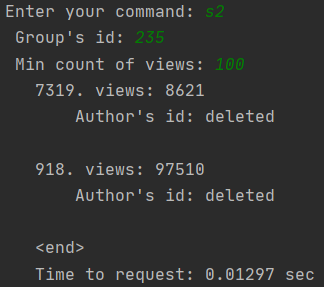 Enter your command: s2
Group's id: 235
Min count of views: 100
7319. views: 8621
Author's id: deleted
918. views: 97510
Author's id: deleted
<end>
Time to request: 0.01297 sec